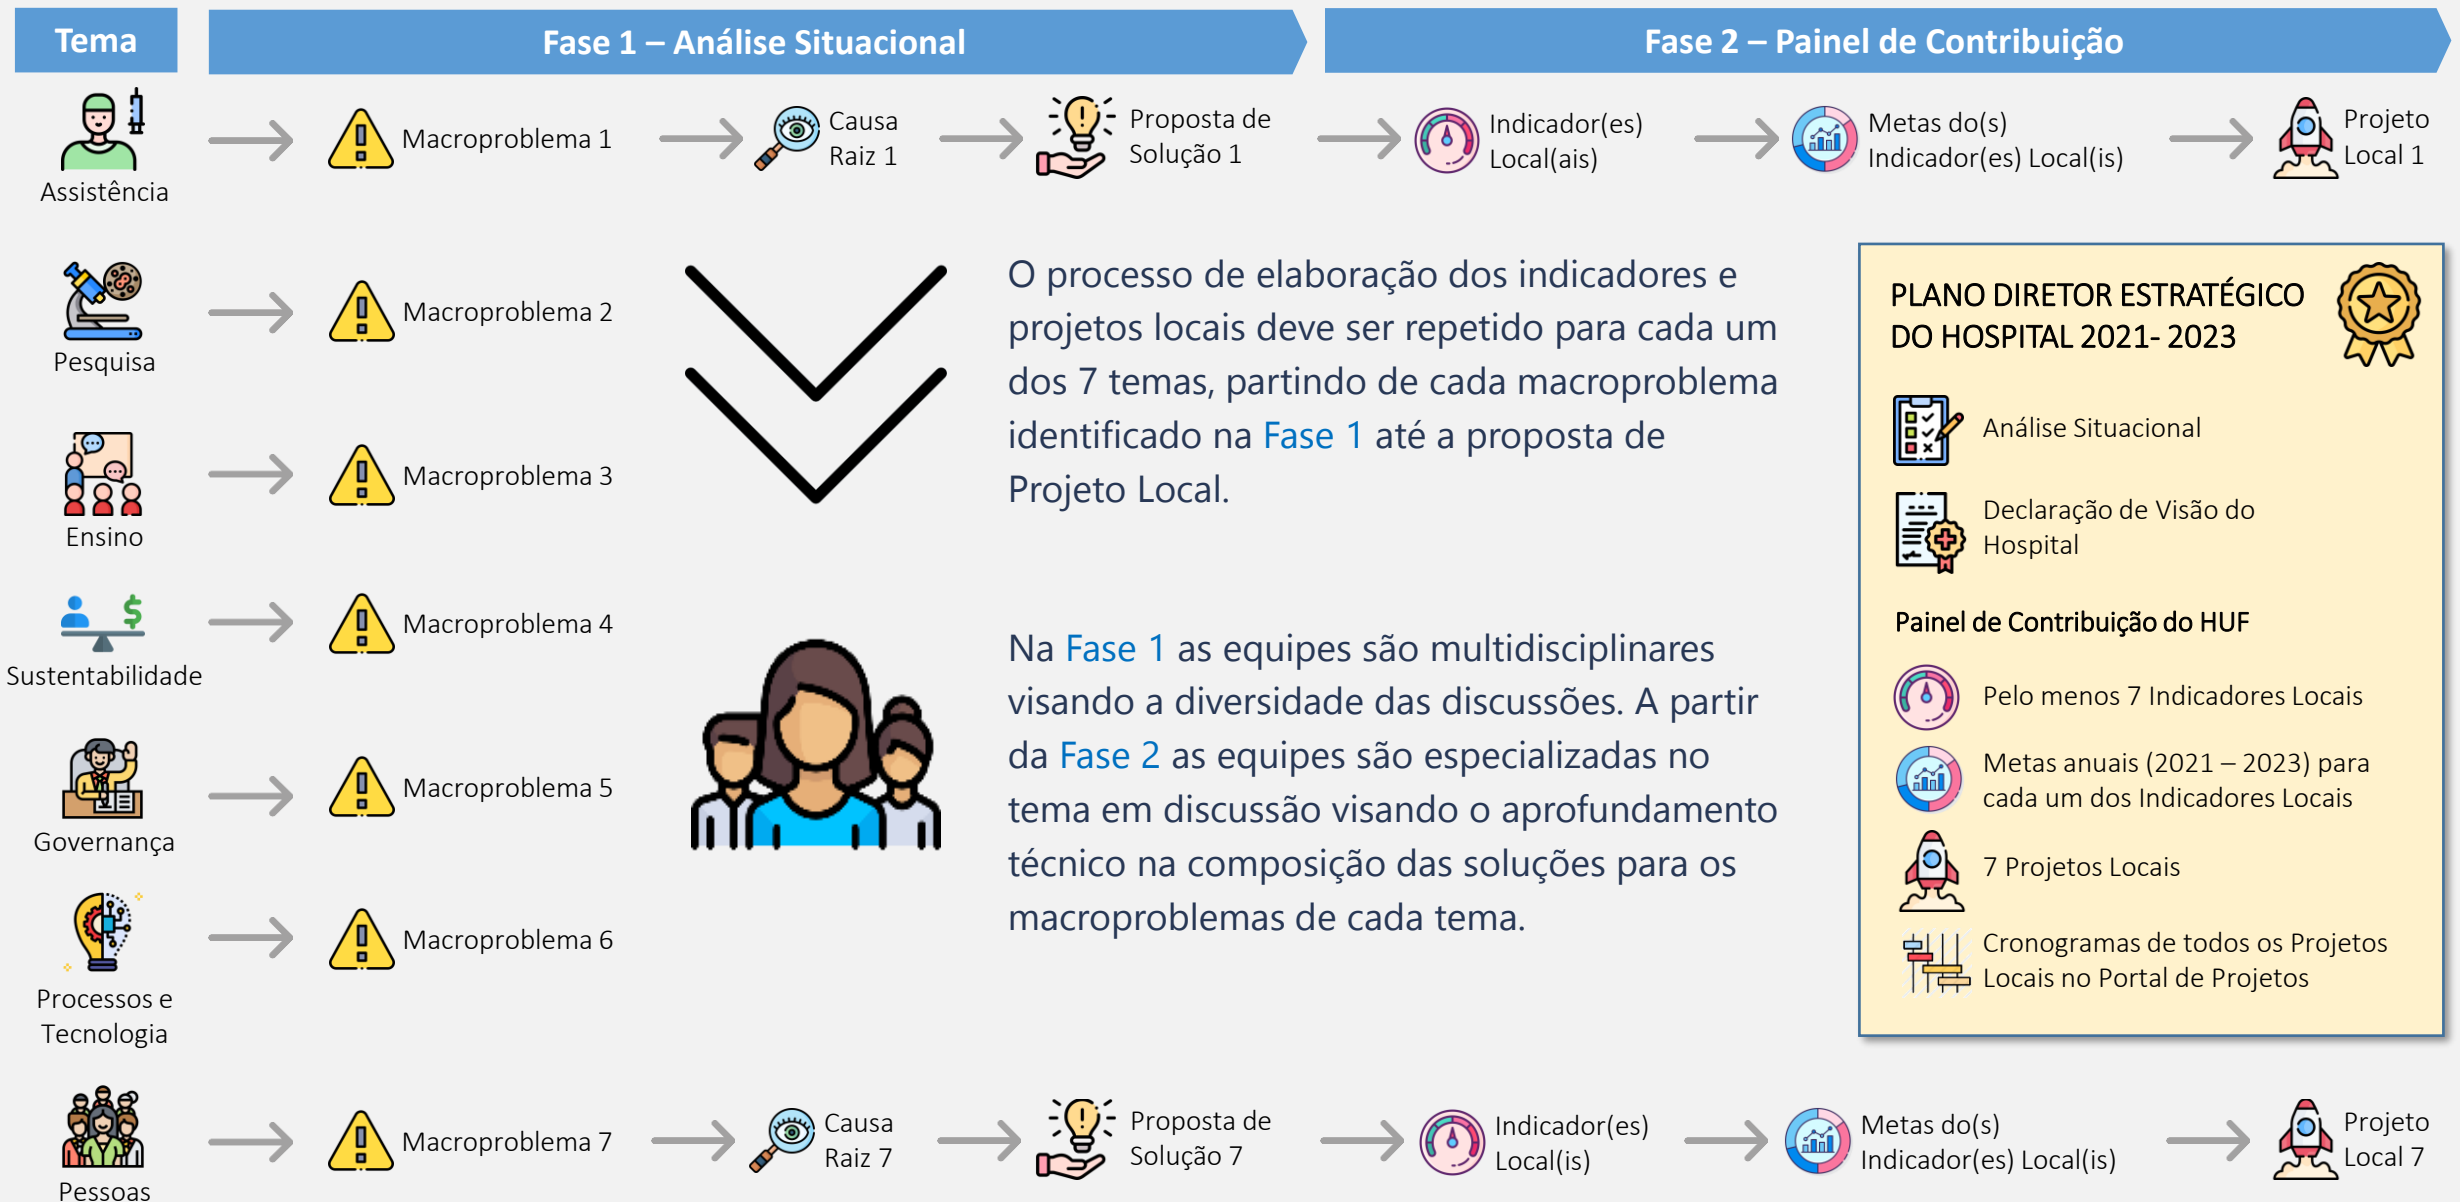 Tema
Fase 1 – Análise Situacional
Fase 2 – Painel de Contribuição
Assistência
Macroproblema 1
Causa
Raiz 1
Proposta de
Solução 1
Indicador(es)
Local(ais)
Metas do(s)
Indicador(es) Local(is)
Projeto
Local 1
Pesquisa
Macroproblema 2
Ensino
Macroproblema 3
Sustentabilidade
Macroproblema 4
Governança
Macroproblema 5
Processos e
Tecnologia
Macroproblema 6
O processo de elaboração dos indicadores e
projetos locais deve ser repetido para cada um
dos 7 temas, partindo de cada macroproblema
identificado na Fase 1 até a proposta de
Projeto Local.
Na Fase 1 as equipes são multidisciplinares
visando a diversidade das discussões. A partir
da Fase 2 as equipes são especializadas no
tema em discussão visando o aprofundamento
técnico na composição das soluções para os
macroproblemas de cada tema.
PLANO DIRETOR ESTRATÉGICO
DO HOSPITAL 2021- 2023
Análise Situacional
Declaração de Visão do
Hospital
Painel de Contribuição do HUF
Pelo menos 7 Indicadores Locais
Metas anuais (2021 – 2023) para
cada um dos Indicadores Locais
7 Projetos Locais
Cronogramas de todos os Projetos
Locais no Portal de Projetos
Pessoas
Macroproblema 7
Causa
Raiz 7
Proposta de
Solução 7
Indicador(es)
Local(is)
Metas do(s)
Indicador(es) Local(is)
Projeto
Local 7